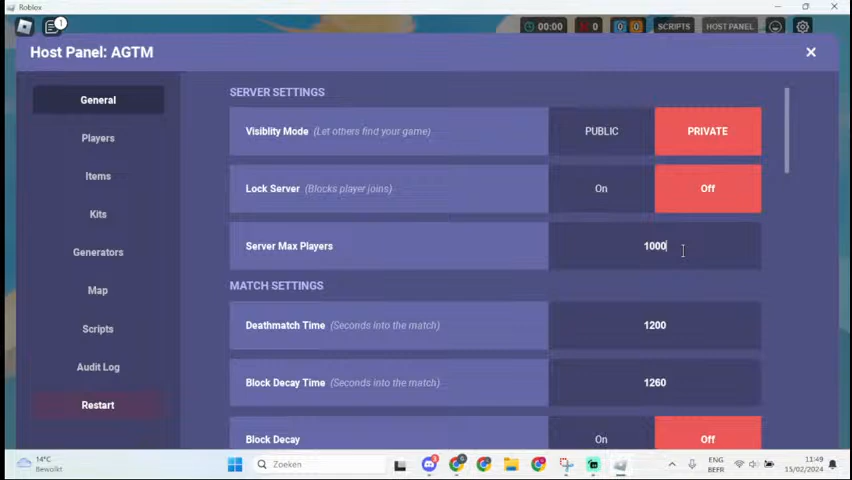 Roblox
1
00:00
0
0
0
SCRIPTS
HOST PANEL
Host Panel: AGTM
General
Players
Items
Kits
Generators
Map
Scripts
Audit Log
Restart
SERVER SETTINGS
Visiblity Mode (Let others find your game)
PUBLIC
PRIVATE
Lock Server (Blocks player joins)
On
Off
Server Max Players
1000
MATCH SETTINGS
Deathmatch Time (Seconds into the match)
1200
Block Decay Time (Seconds into the match)
1260
Block Decay
On
Off
14°C
Bewolkt
Zoeken
ENG
BEFR
11:49
15/02/2024